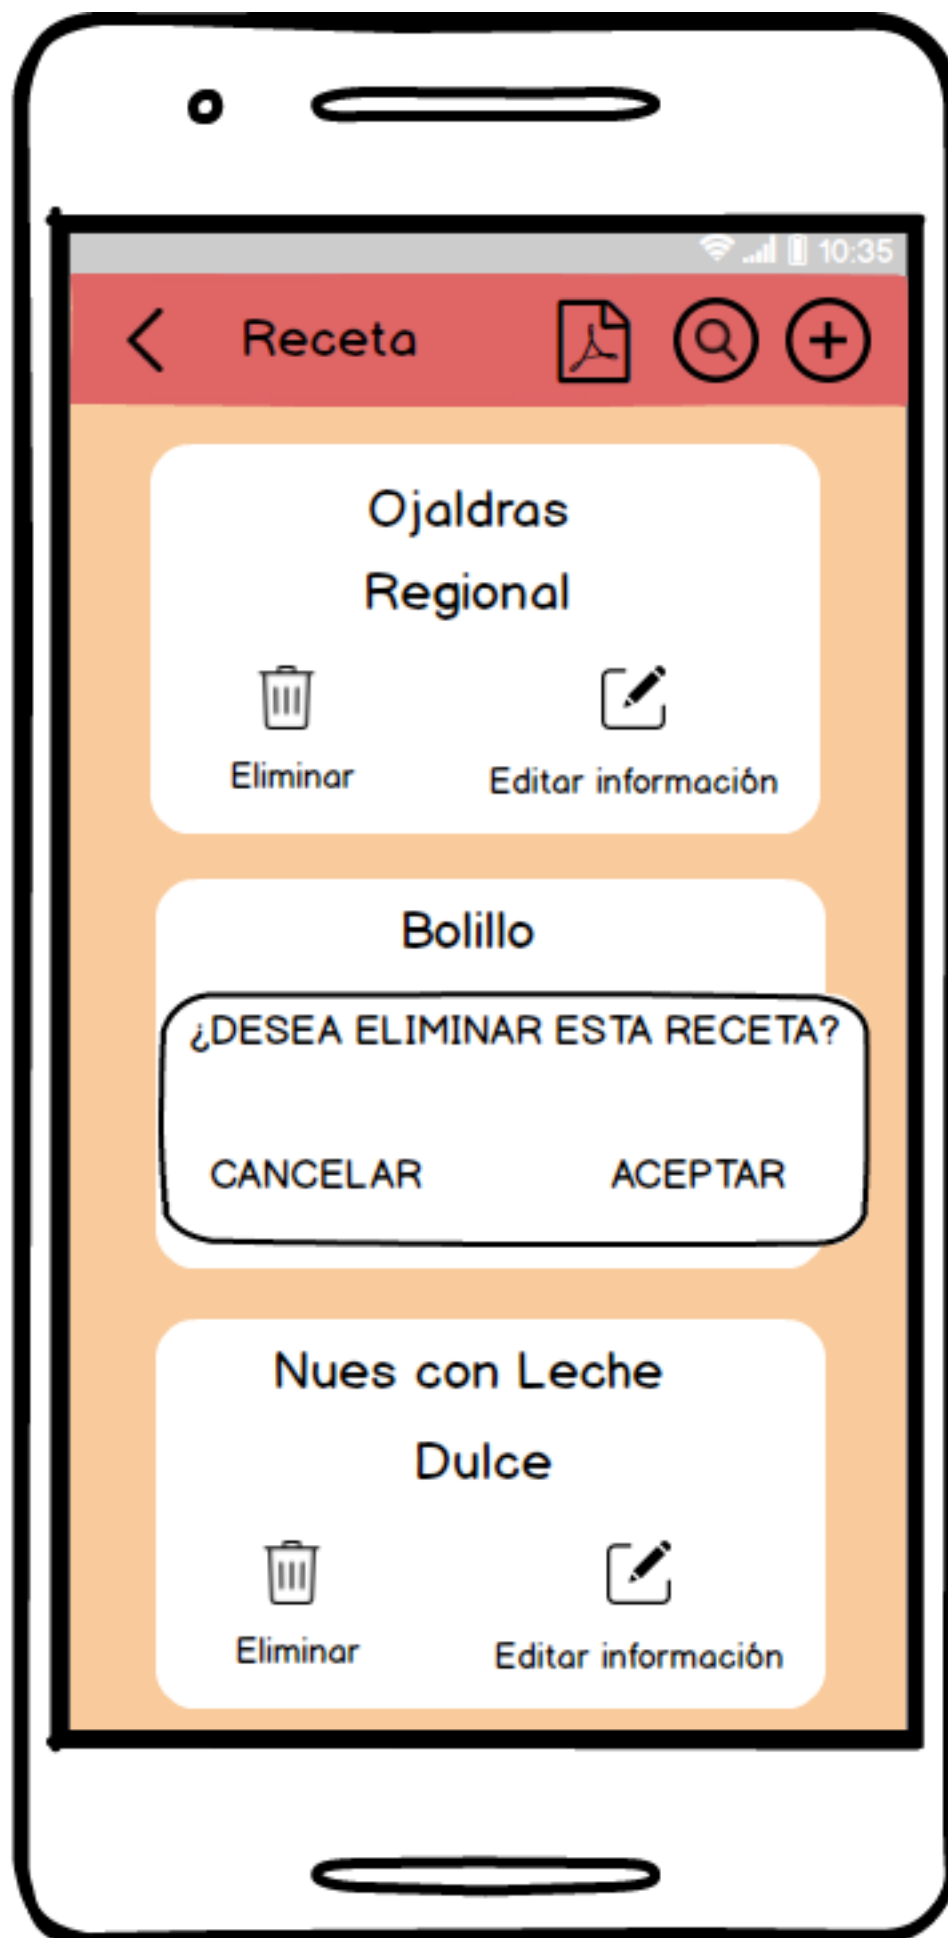 10:35
Receta
Ojaldras
Regional
Eliminar
Editar información
Bolillo
¿DESEA ELIMINAR ESTA RECETA?
CANCELAR
ACEPTAR
Nues con Leche
Dulce
Eliminar
Editar información